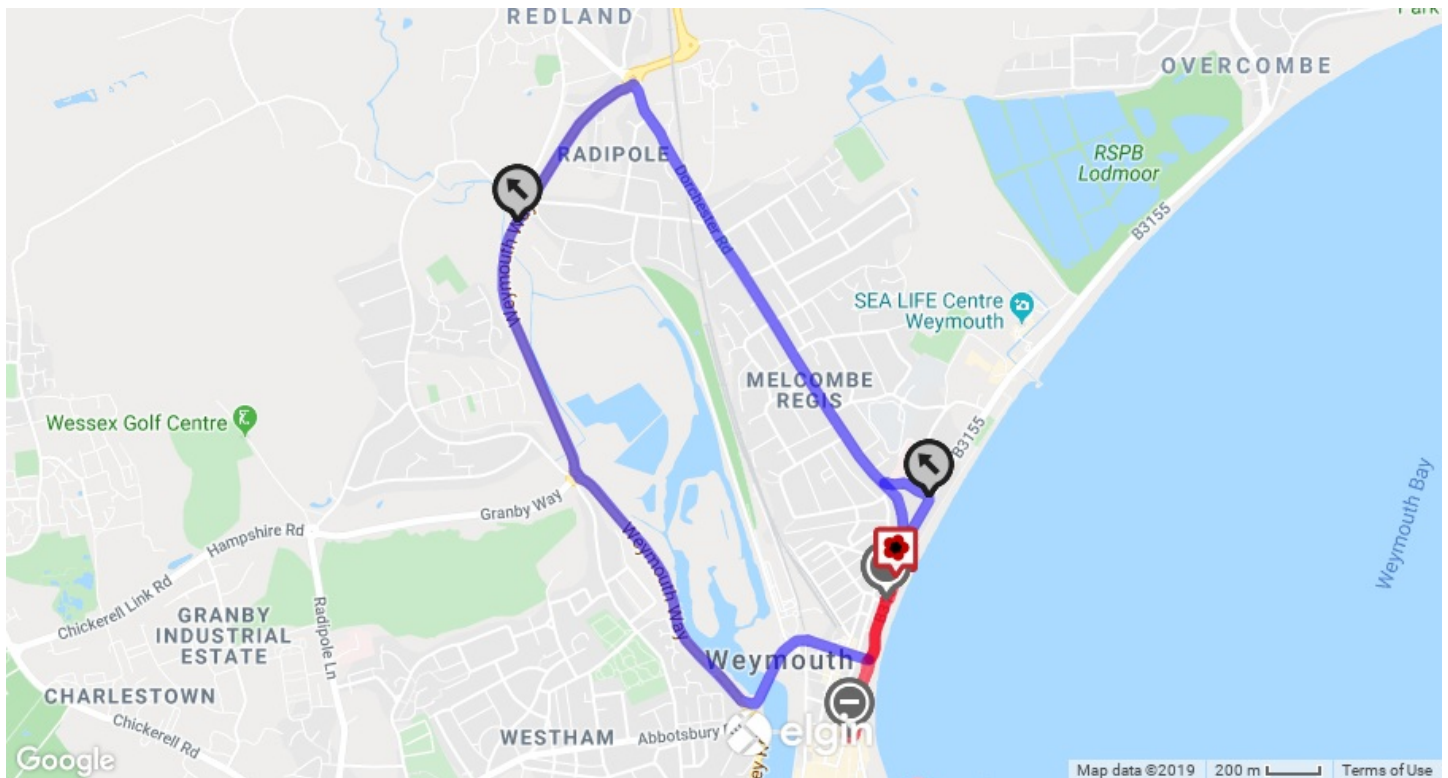 REDLAND
Park
OVERCOMBE
RADIPOLE
RSPB
Lodmoor
B3155
Dorchester Rd
Weymouth Way
SEA LIFE Centre
Weymouth
MELCOMBE
REGIS
Wessex Golf Centre
B3155
Granby Way
Hampshire Rd
Weymouth Way
Weymouth Bay
Chickerell Link Rd
GRANBY
INDUSTRIAL
ESTATE
Radipole Ln
Weymouth
CHARLESTOWN
Chickerell Rd
WESTHAM
Abbotsbury
elgin
Google
Map data ©2019
200 m
Terms of Use